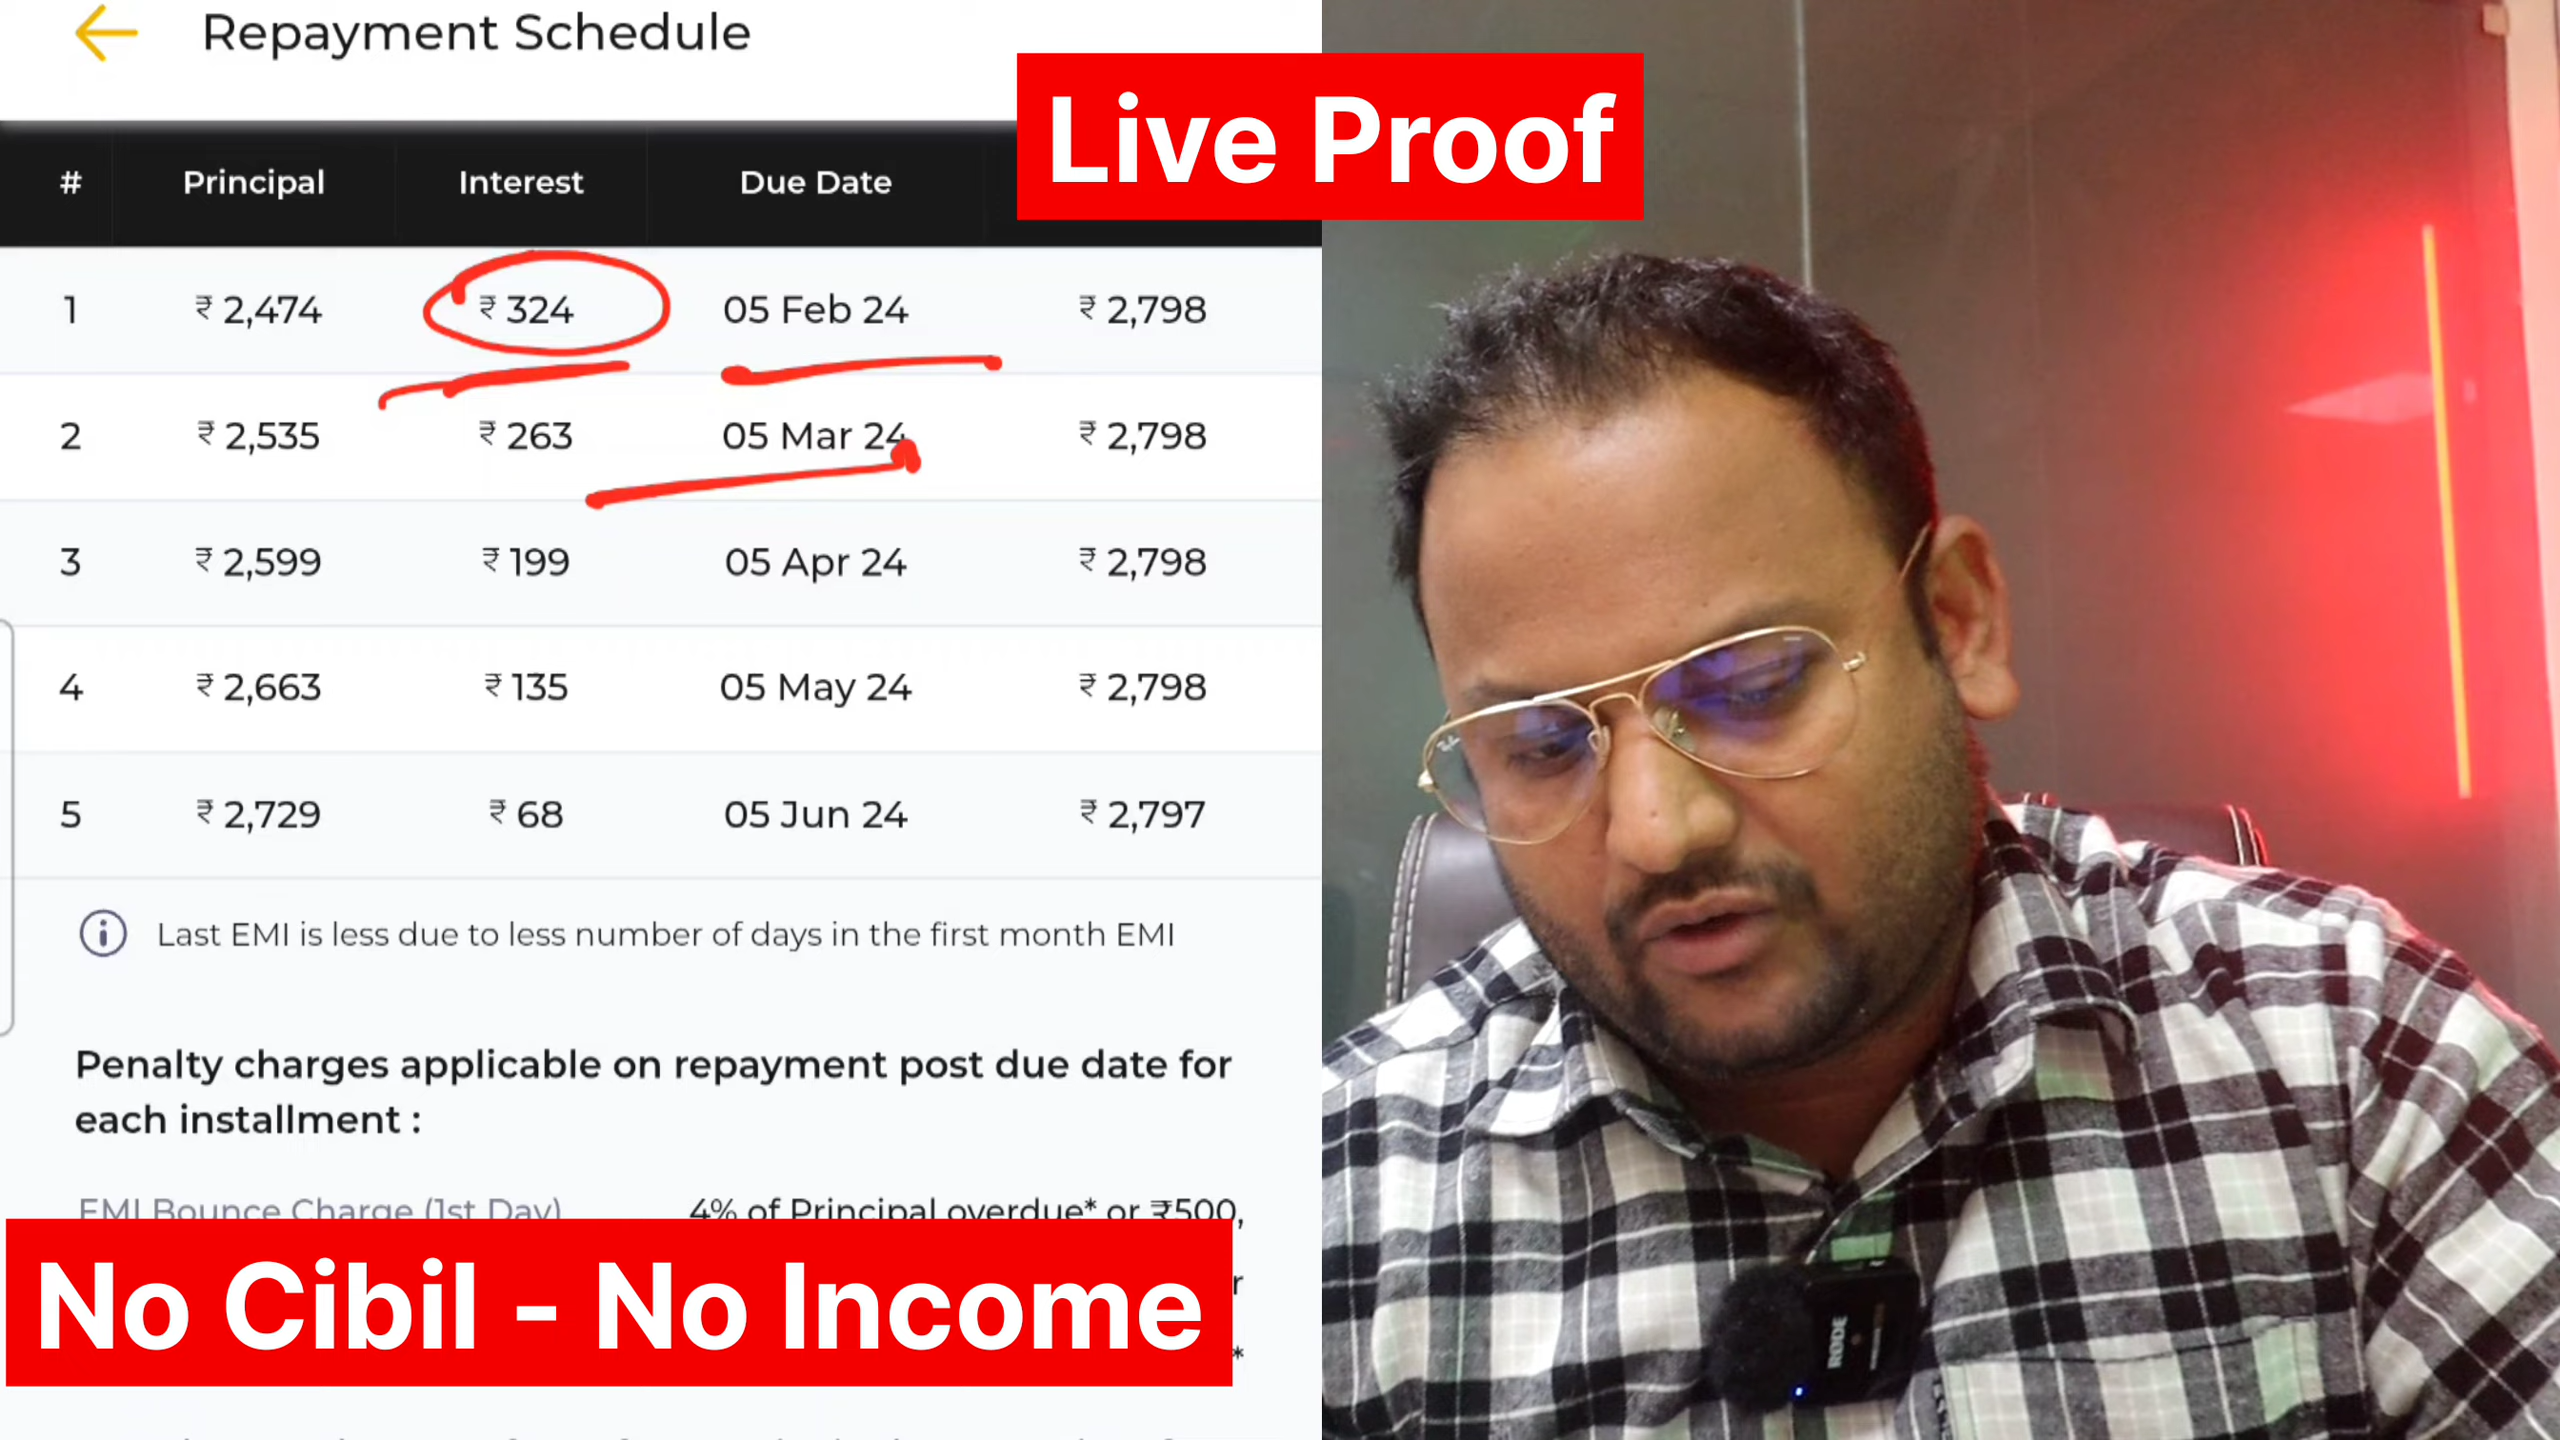 Repayment Schedule
Live Proof
# Principal Interest Due Date
1 ₹ 2,474 ₹ 324 05 Feb 24 ₹ 2,798
2 ₹ 2,535 ₹ 263 05 Mar 24 ₹ 2,798
3 ₹ 2,599 ₹ 199 05 Apr 24 ₹ 2,798
4 ₹ 2,663 ₹ 135 05 May 24 ₹ 2,798
5 ₹ 2,729 ₹ 68 05 Jun 24 ₹ 2,797
Last EMI is less due to less number of days in the first month EMI
Penalty charges applicable on repayment post due date for
each installment :
EMI Bounce Charge (1st Day) 4% of Principal overdue* or ₹500,
No Cibil - No Income
RODE